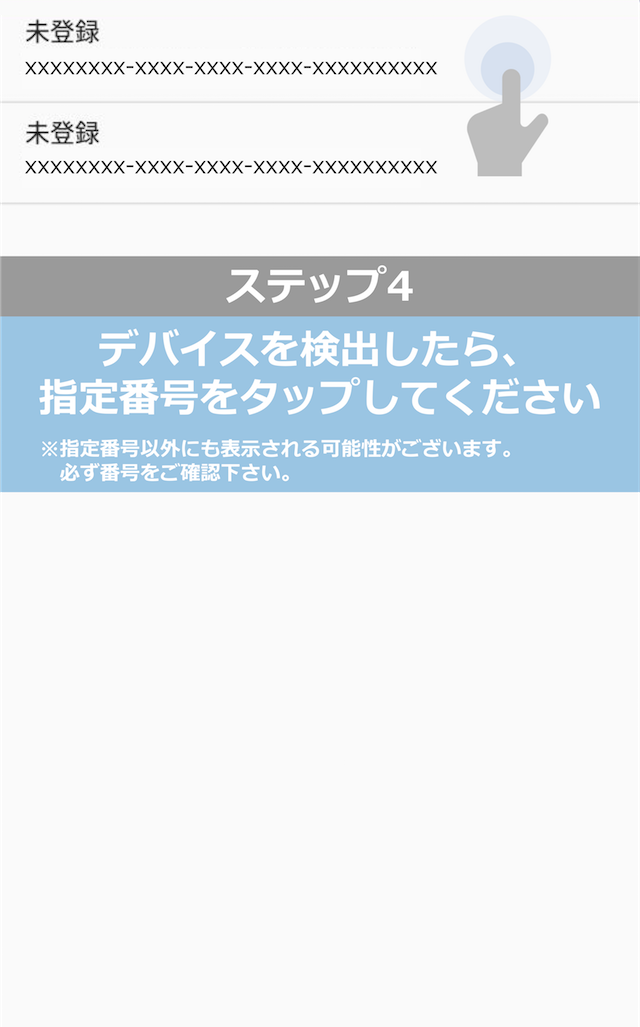 未登録
xxxxxxxx-xxxx-xxxx-xxxx-xxxxxxxxxx
未登録
xxxxxxxx-xxxx-xxxx-xxxx-xxxxxxxxxx
ステップ4
デバイスを検出したら、
指定番号をタップしてください
※指定番号以外にも表示される可能性がございます。
必ず番号をご確認下さい。